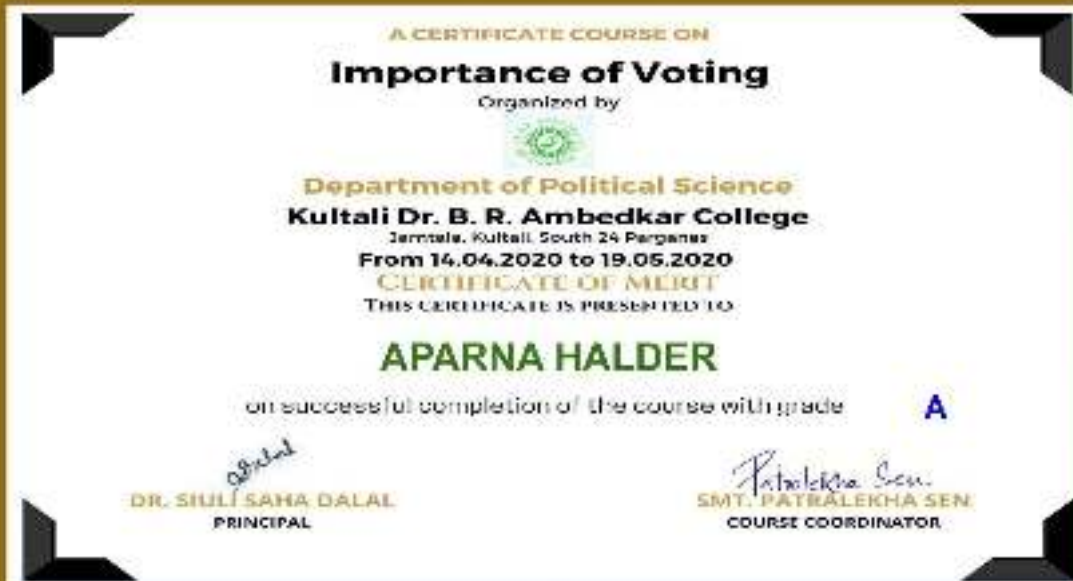 A CERTIFICATE COURSE ON
Importance of Voting
Organized by
Department of Political Science
Kultali Dr. B. R. Ambedkar College
Jamtala, Kultali, South 24 Parganas
From 14.04.2020 to 19.05.2020
CERTIFICATE OF MERIT
THIS CERTIFICATE IS PRESENTED TO
APARNA HALDER
on successful completion of the course with grade A
Patralekha Sen.
DR. SIULI SAHA DALAL SMT. PATRALEKHA SEN
PRINCIPAL COURSE COORDINATOR